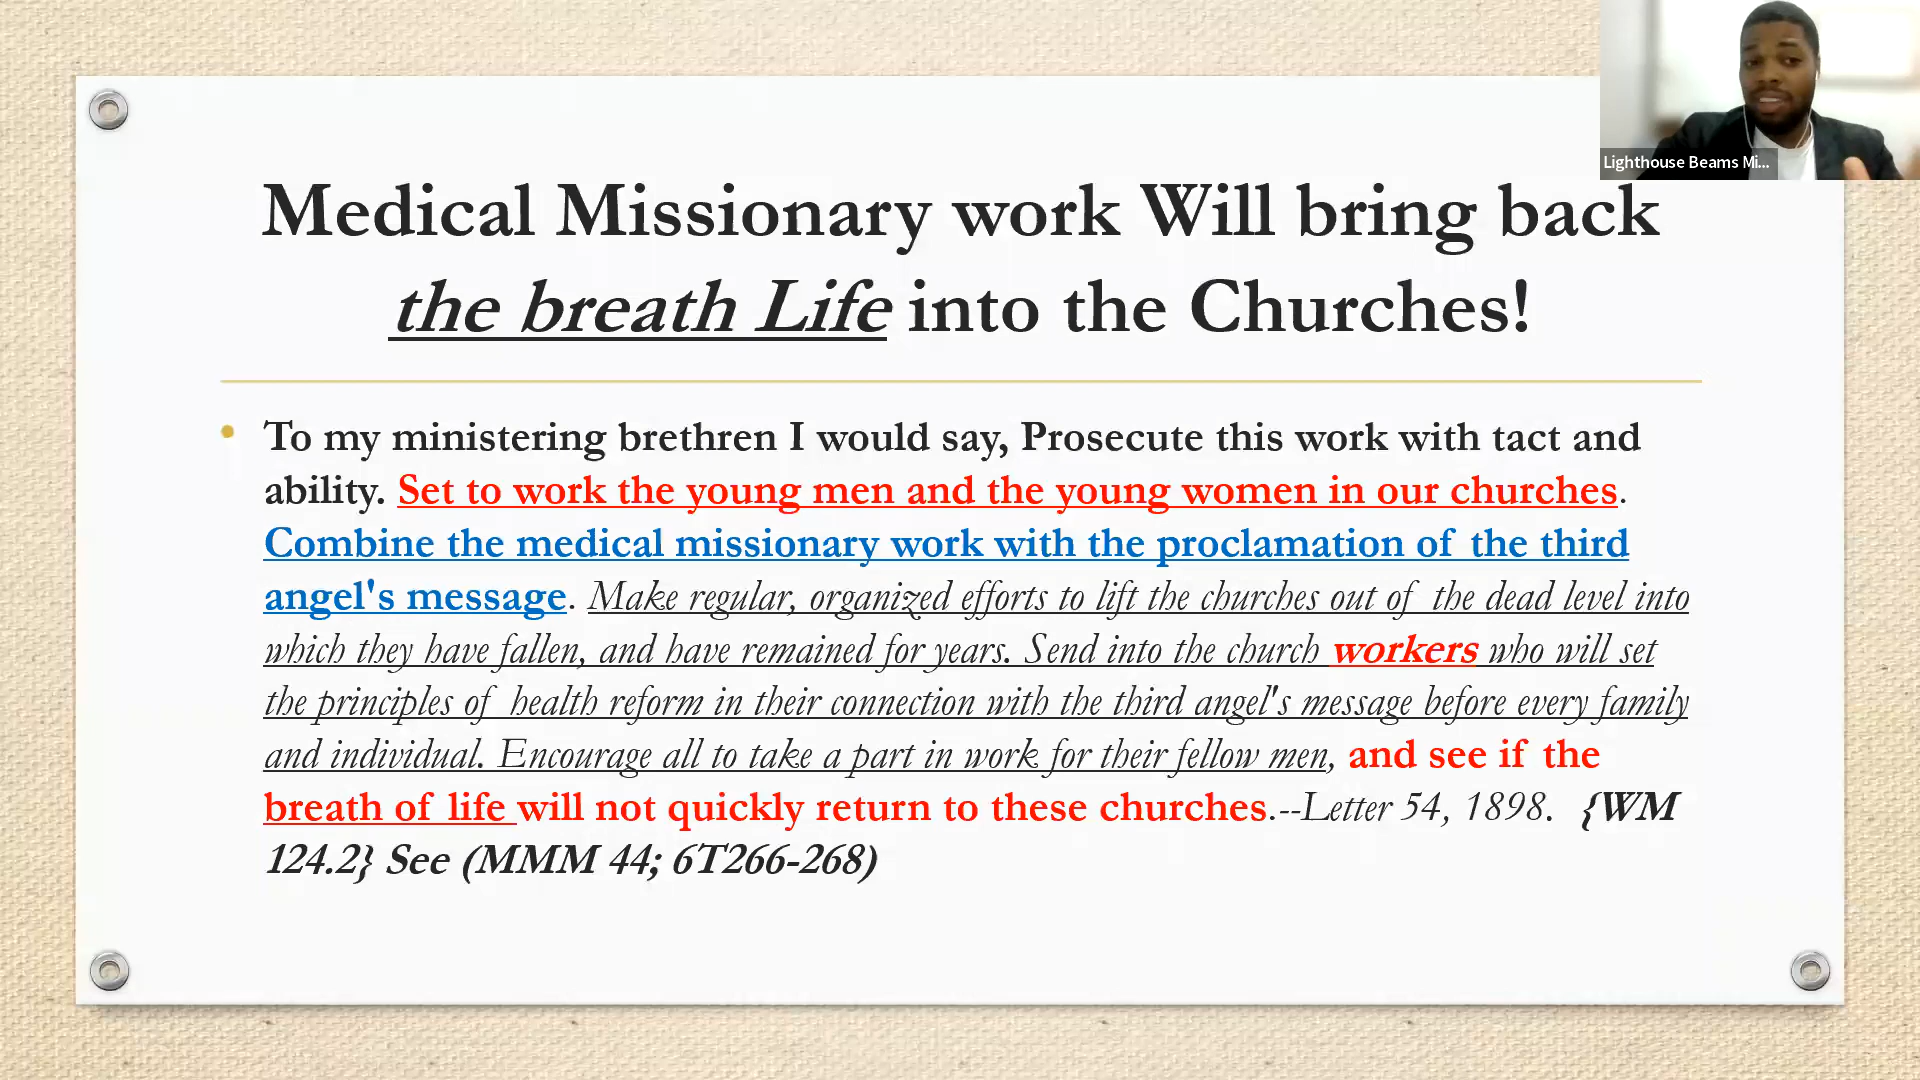 Lighthouse Beams Mi...
Medical Missionary work Will bring back
the breath Life into the Churches!
• To my ministering brethren I would say, Prosecute this work with tact and
ability. Set to work the young men and the young women in our churches.
Combine the medical missionary work with the proclamation of the third
angel's message. Make regular, organized efforts to lift the churches out of the dead level into
which they have fallen, and have remained for years. Send into the church workers who will set
the principles of health reform in their connection with the third angel's message before every family
and individual. Encourage all to take a part in work for their fellow men, and see if the
breath of life will not quickly return to these churches.--Letter 54, 1898. {WM
124.2} See (MMM 44; 6T266-268)